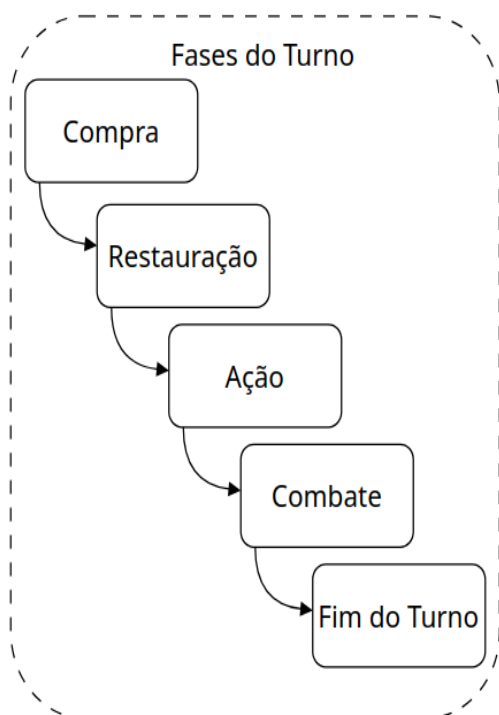 Fases do Turno
Compra
Restauração
Ação
Combate
Fim do Turno